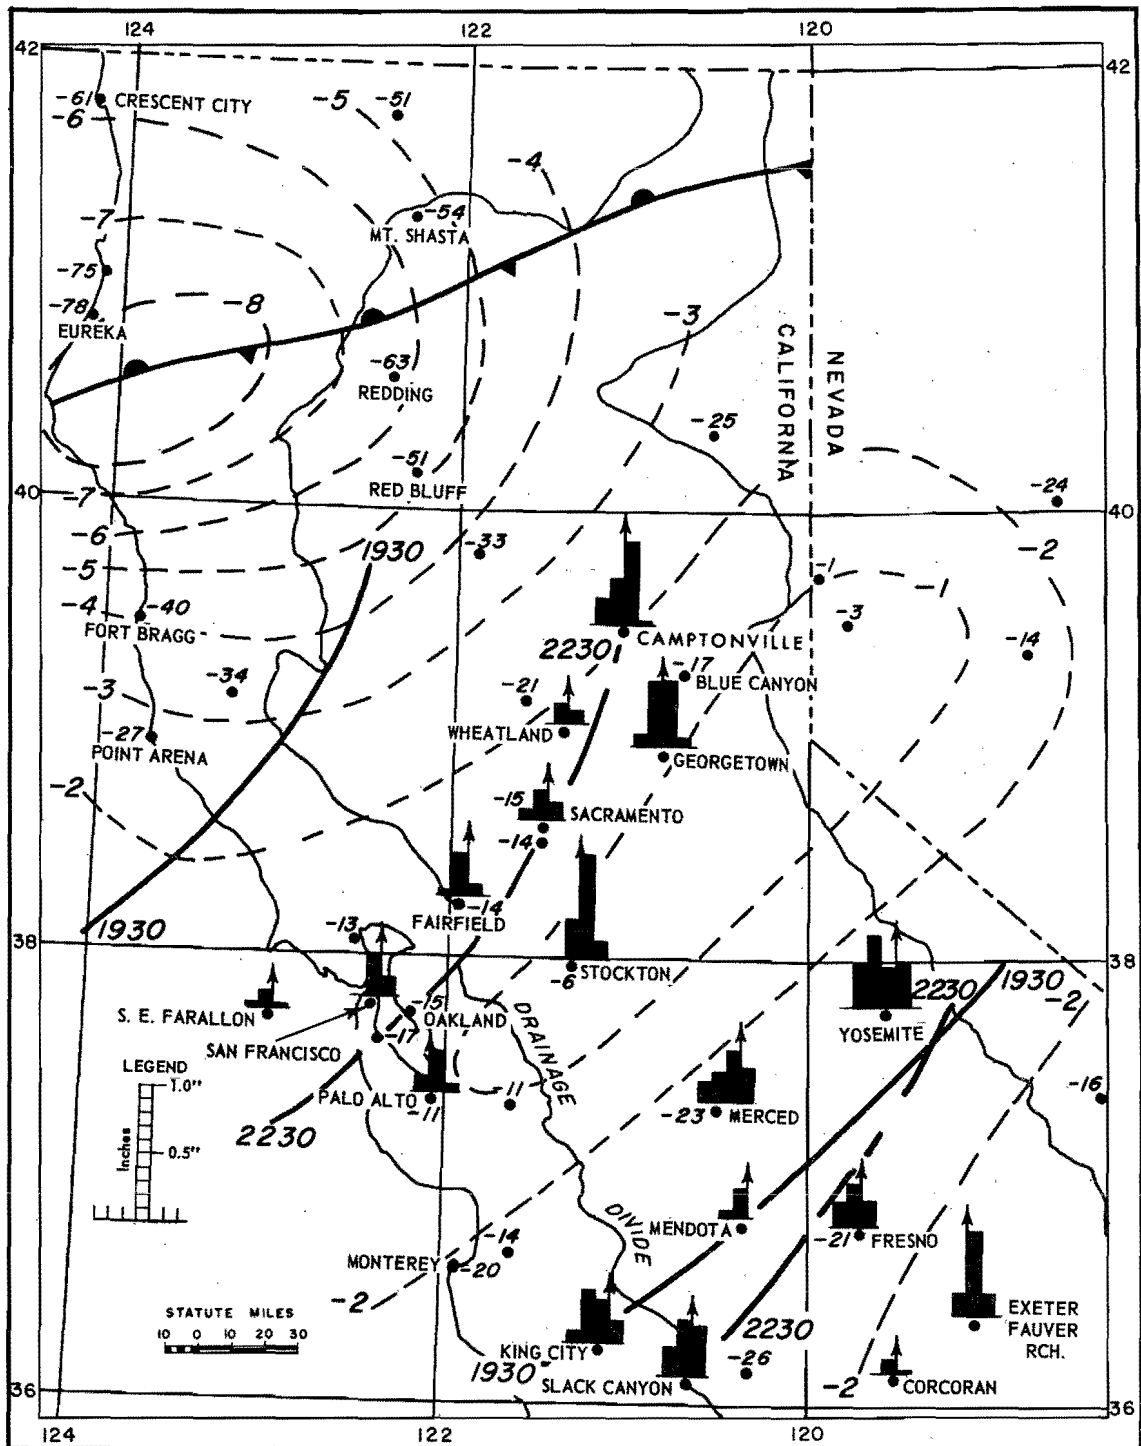 124
122
120
42
42
-61
CRESCENT CITY
-6
-5
-51
-4
-54
MT. SHASTA
-7
-75
-78
EUREKA
-8
-3
-63
REDDING
CALIFORNIA
NEVADA
-25
-51
RED BLUFF
-24
40
40
-7
-6
-5
1930
-33
-2
-1
-1
-4
-40
FORT BRAGG
-3
-14
CAMPTONVILLE
2230
-17
BLUE CANYON
-34
-3
-21
WHEATLAND
-27
POINT ARENA
GEORGETOWN
-2
-15
SACRAMENTO
-14
-14
FAIRFIELD
1930
-13
38
38
STOCKTON
-6
1930
2230
-2
YOSEMITE
S. E. FARALLON
-15
OAKLAND
DRAINAGE
SAN FRANCISCO
-17
LEGEND
1.0"
0.5"
Inches
PALO ALTO
-11
-11
-16
-23
MERCED
2230
DIVIDE
MENDOTA
-21
FRESNO
-14
MONTEREY
-20
-2
STATUTE MILES
10 0 10 20 30
2230
EXETER
FAUVER
RCH.
KING CITY
1930
SLACK CANYON
-26
-2
CORCORAN
36
36
124
122
120